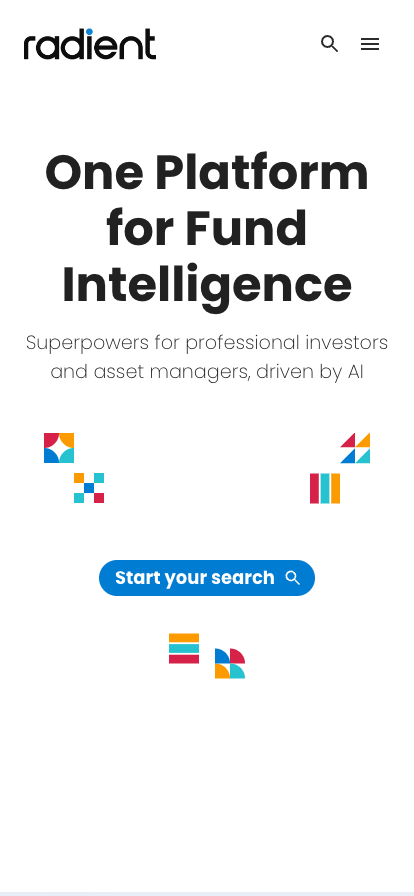 radient
One Platform
for Fund
Intelligence
Superpowers for professional investors
and asset managers, driven by AI
Start your search